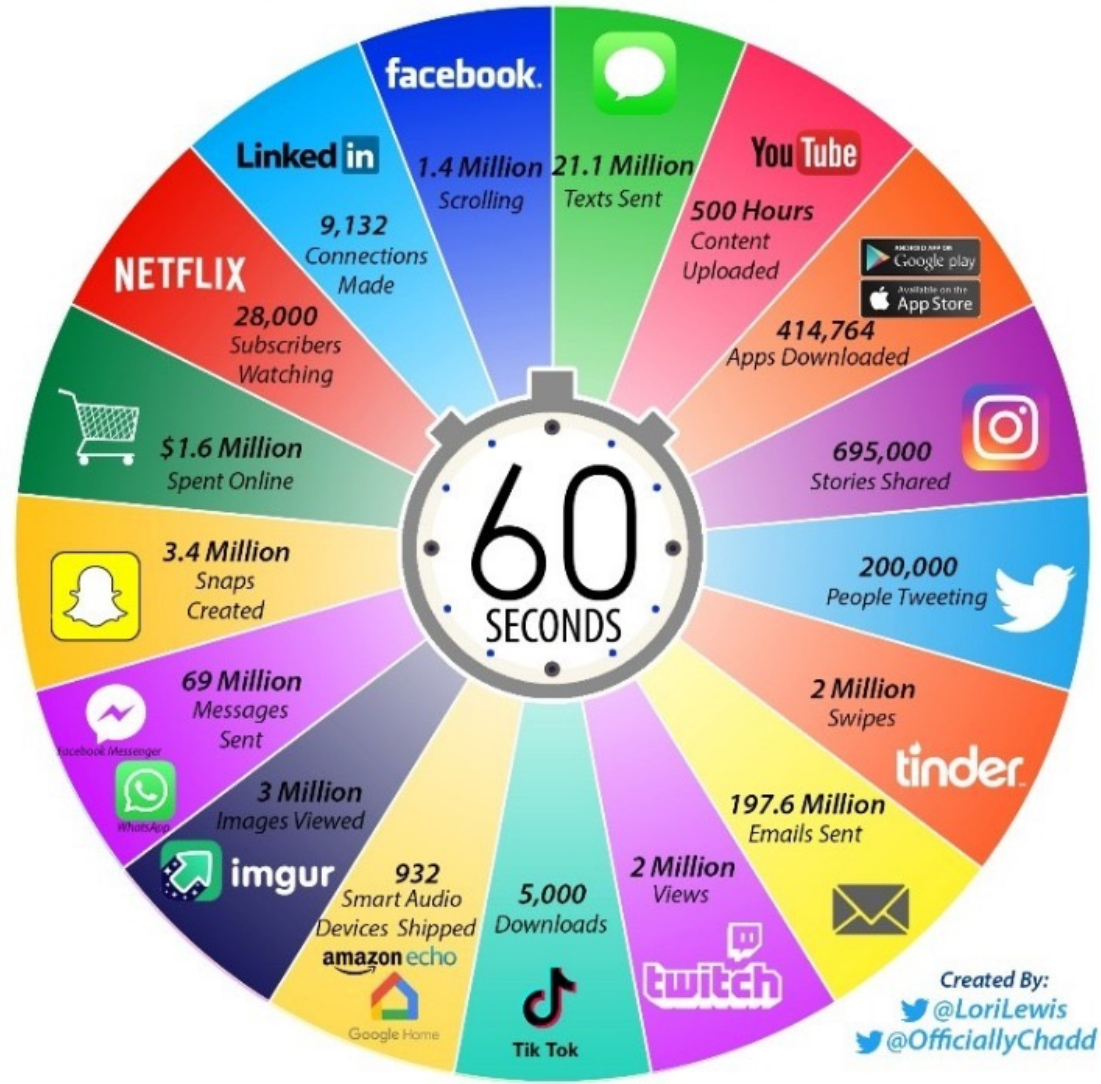 facebook.
1.4 Million
Scrolling
21.1 Million
Texts Sent
YouTube
500 Hours
Content
Uploaded
ANDROID APP ON
Google play
Available on the
App Store
414,764
Apps Downloaded
695,000
Stories Shared
200,000
People Tweeting
2 Million
Swipes
tinder
197.6 Million
Emails Sent
2 Million
Views
twitch
5,000
Downloads
Tik Tok
932
Smart Audio
Devices Shipped
amazon echo
Google Home
3 Million
Images Viewed
imgur
69 Million
Messages
Sent
Facebook Messenger
WhatsApp
3.4 Million
Snaps
Created
$1.6 Million
Spent Online
NETFLIX
28,000
Subscribers
Watching
Linked in
9,132
Connections
Made
60
SECONDS
Created By:
@LoriLewis
@OfficiallyChadd